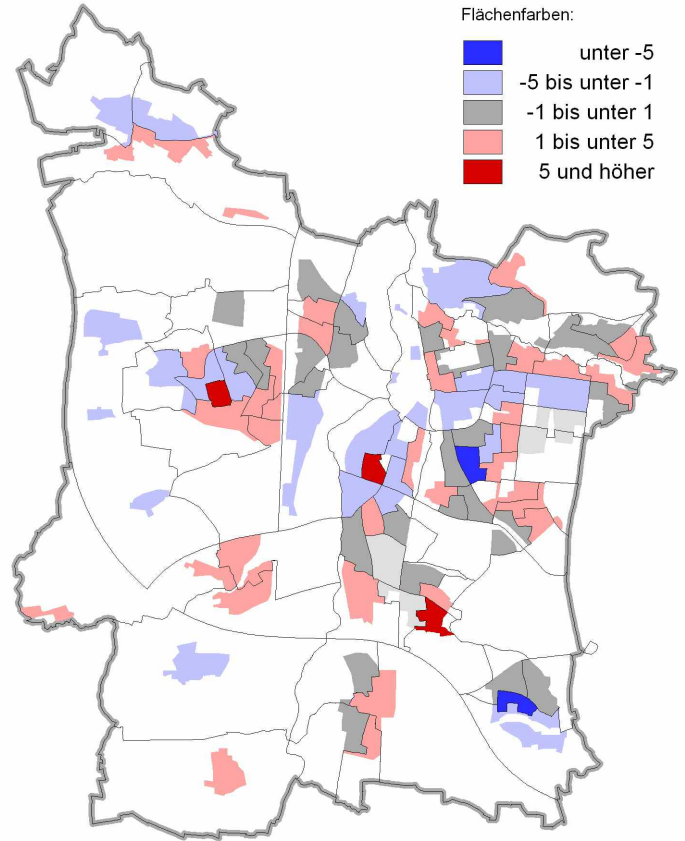 Flächenfarben:
unter -5
-5 bis unter -1
-1 bis unter 1
1 bis unter 5
5 und höher